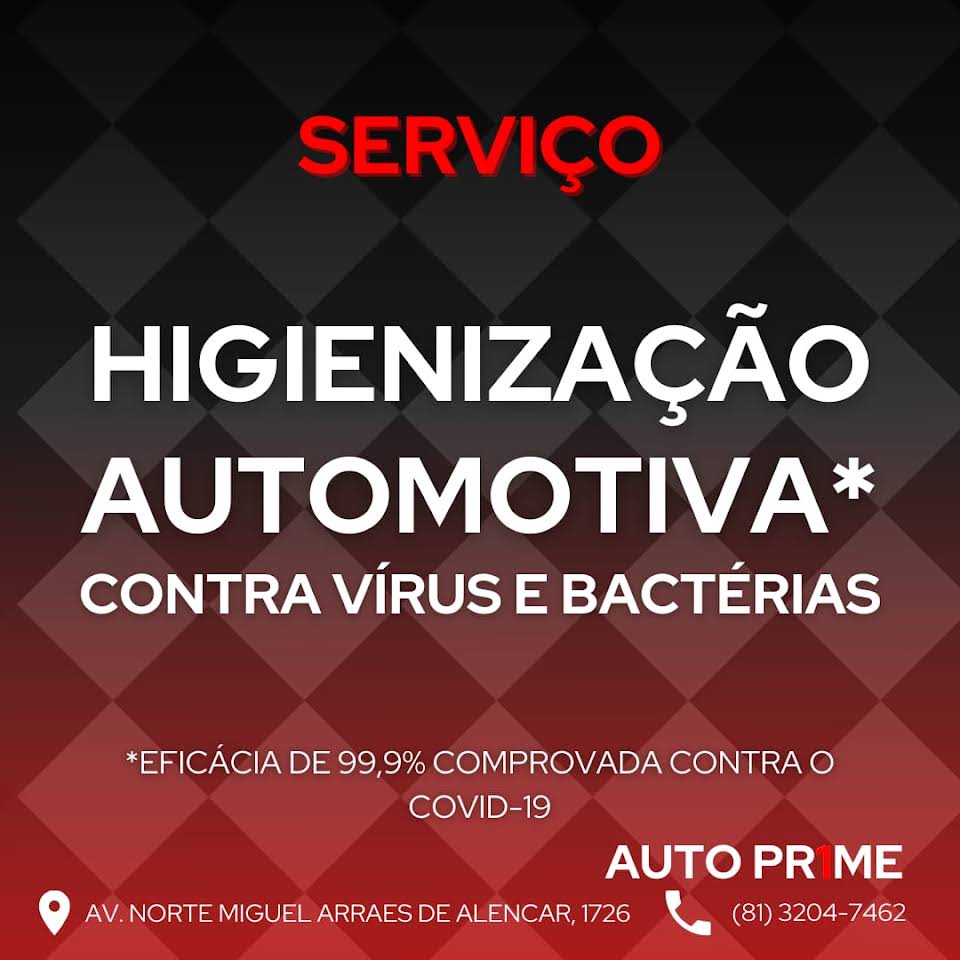 SERVIÇO
HIGIENIZAÇÃO
AUTOMOTIVA*
CONTRA VÍRUS E BACTÉRIAS
*EFICÁCIA DE 99,9% COMPROVADA CONTRA O
COVID-19
AUTO PR1ME
AV. NORTE MIGUEL ARRAES DE ALENCAR, 1726
(81) 3204-7462